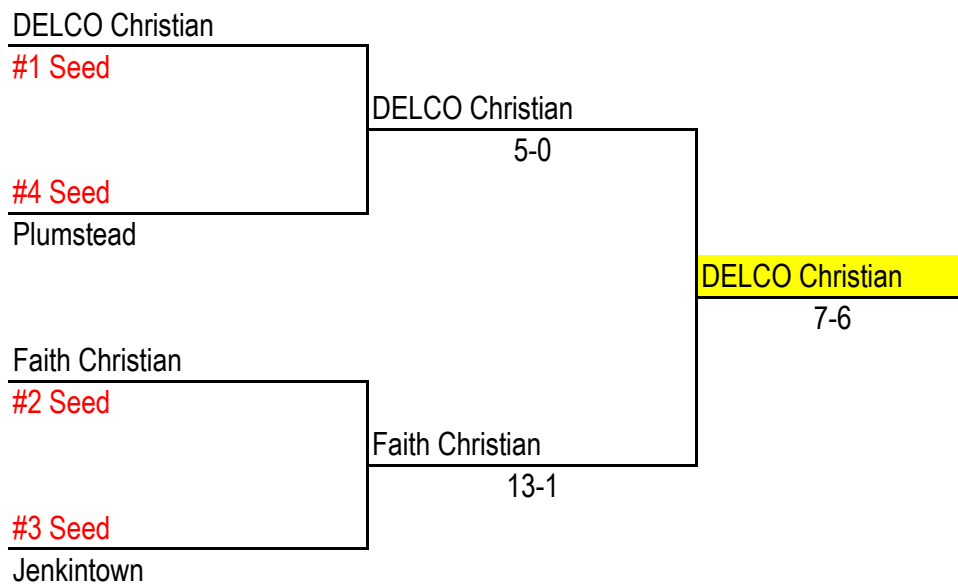 DELCO Christian
#1 Seed
DELCO Christian
5-0
#4 Seed
Plumstead
DELCO Christian
7-6
Faith Christian
#2 Seed
Faith Christian
13-1
#3 Seed
Jenkintown